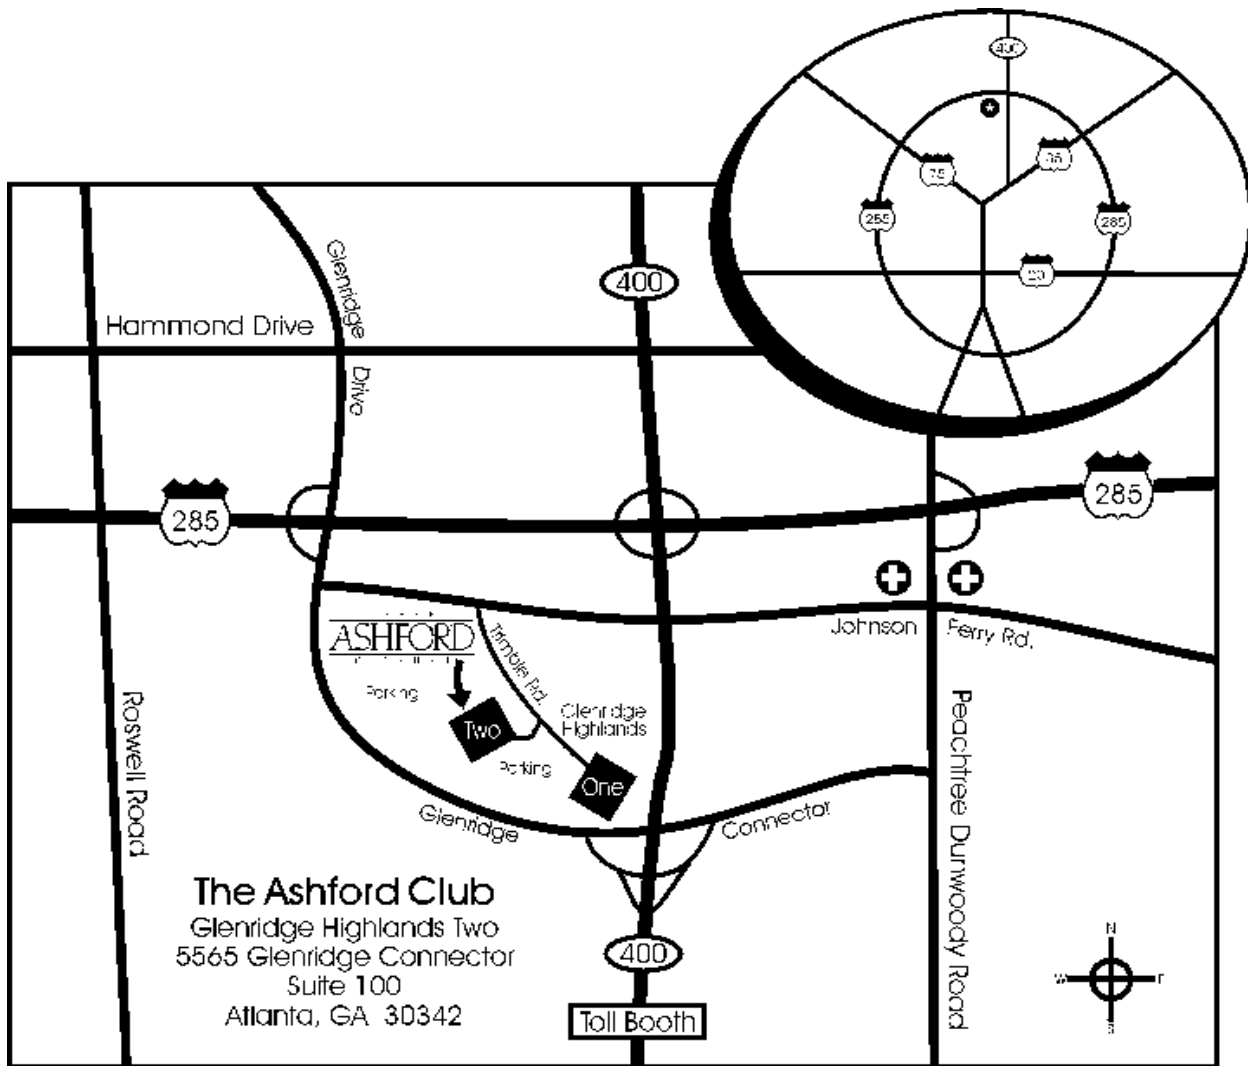 400
75
85
285
285
20
Glenridge
Drive
400
Hammond Drive
285
285
Johnson
Ferry Rd.
ASHFORD
Trimble Rd.
Parking
Glenridge
Highlands
Two
Parking
One
Roswell Road
Peachtree Dunwoody Road
Glenridge
Connector
The Ashford Club
Glenridge Highlands Two
5565 Glenridge Connector
Suite 100
Atlanta, GA 30342
400
Toll Booth
N
W
S